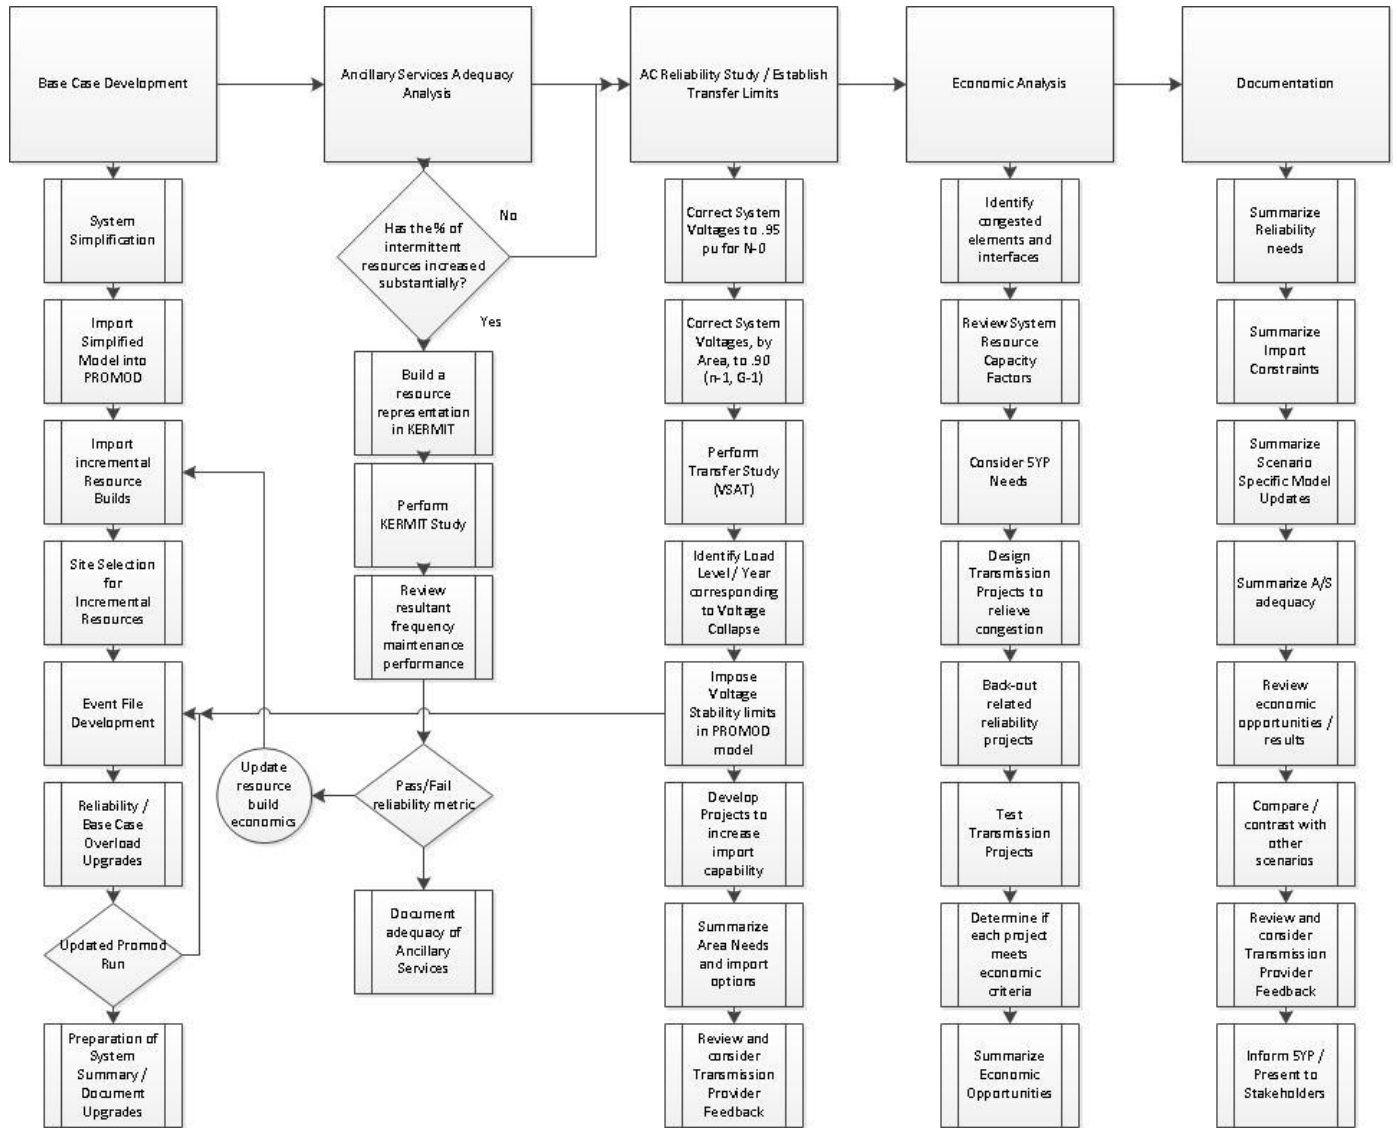 Base Case Development
Ancillary Services Adequacy
Analysis
AC Reliability Study / Establish
Transfer Limits
Economic Analysis
Documentation
System
Simplification
Import
Simplified
Model into
PROMOD
Import
incremental
Resource
Builds
Site Selection
for
Incremental
Resources
Event File
Development
Reliability /
Base Case
Overload
Upgrades
Updated Promod
Run
Preparation of
System
Summary /
Document
Upgrades
Has the % of
intermittent
resources increased
substantially?
No
Yes
Build a
resource
representation
in KERMIT
Perform
KERMIT Study
Review
resultant
frequency
maintenance
performance
Pass/Fail
reliability metric
Update
resource
build
economics
Document
adequacy of
Ancillary
Services
Correct System
Voltages to .95
pu for N-0
Correct System
Voltages, by
Area, to .90
(n-1, G-1)
Perform
Transfer Study
(VSAT)
Identify Load
Level / Year
corresponding
to Voltage
Collapse
Impose
Voltage
Stability limits
in PROMOD
model
Develop
Projects to
increase
import
capability
Summarize
Area Needs
and import
options
Review and
consider
Transmission
Provider
Feedback
Identify
congested
elements and
interfaces
Review System
Resource
Capacity
Factors
Consider 5YP
Needs
Design
Transmission
Projects to
relieve
congestion
Back-out
related
reliability
projects
Test
Transmission
Projects
Determine if
each project
meets
economic
criteria
Summarize
Economic
Opportunities
Summarize
Reliability
needs
Summarize
Import
Constraints
Summarize
Scenario
Specific Model
Updates
Summarize A/S
adequacy
Review
economic
opportunities /
results
Compare /
contrast with
other
scenarios
Review and
consider
Transmission
Provider
Feedback
Inform 5YP /
Present to
Stakeholders